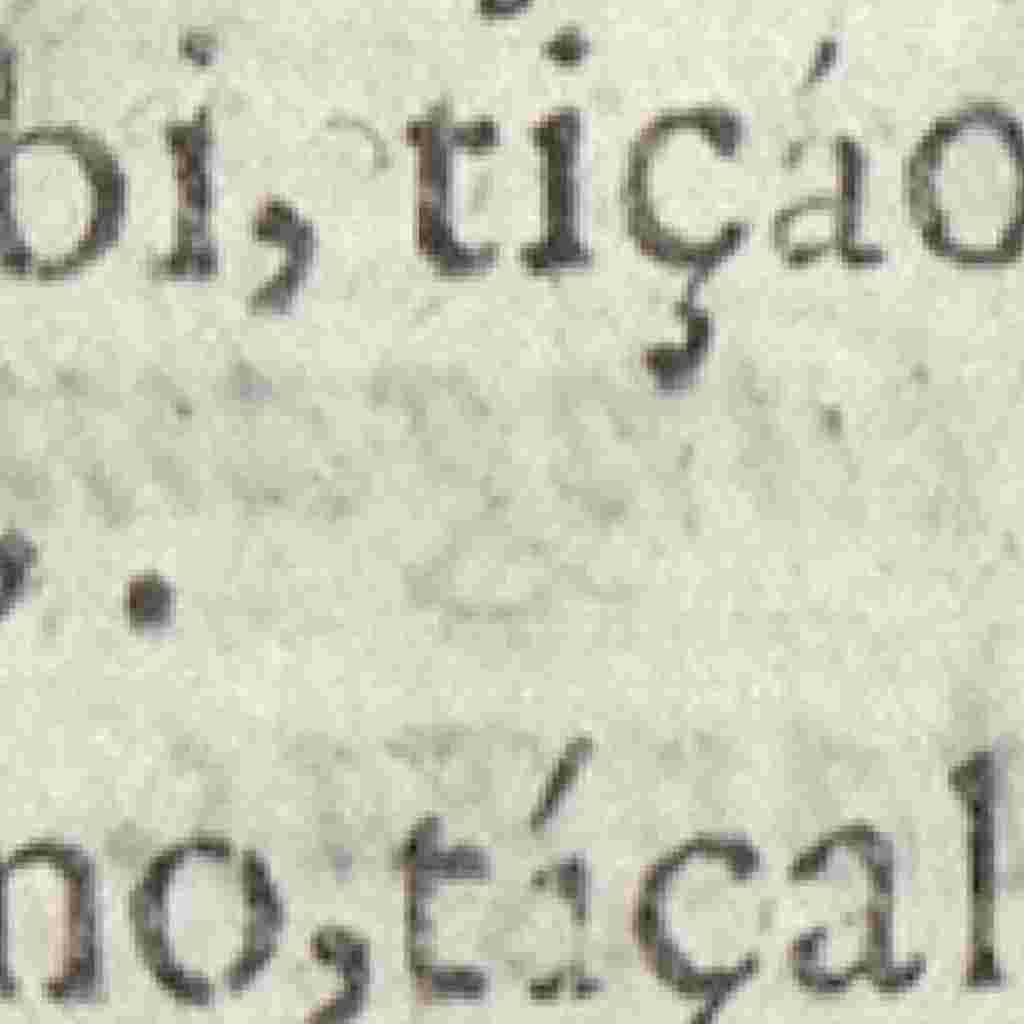 bi, tiçáo
.
no, tíçal